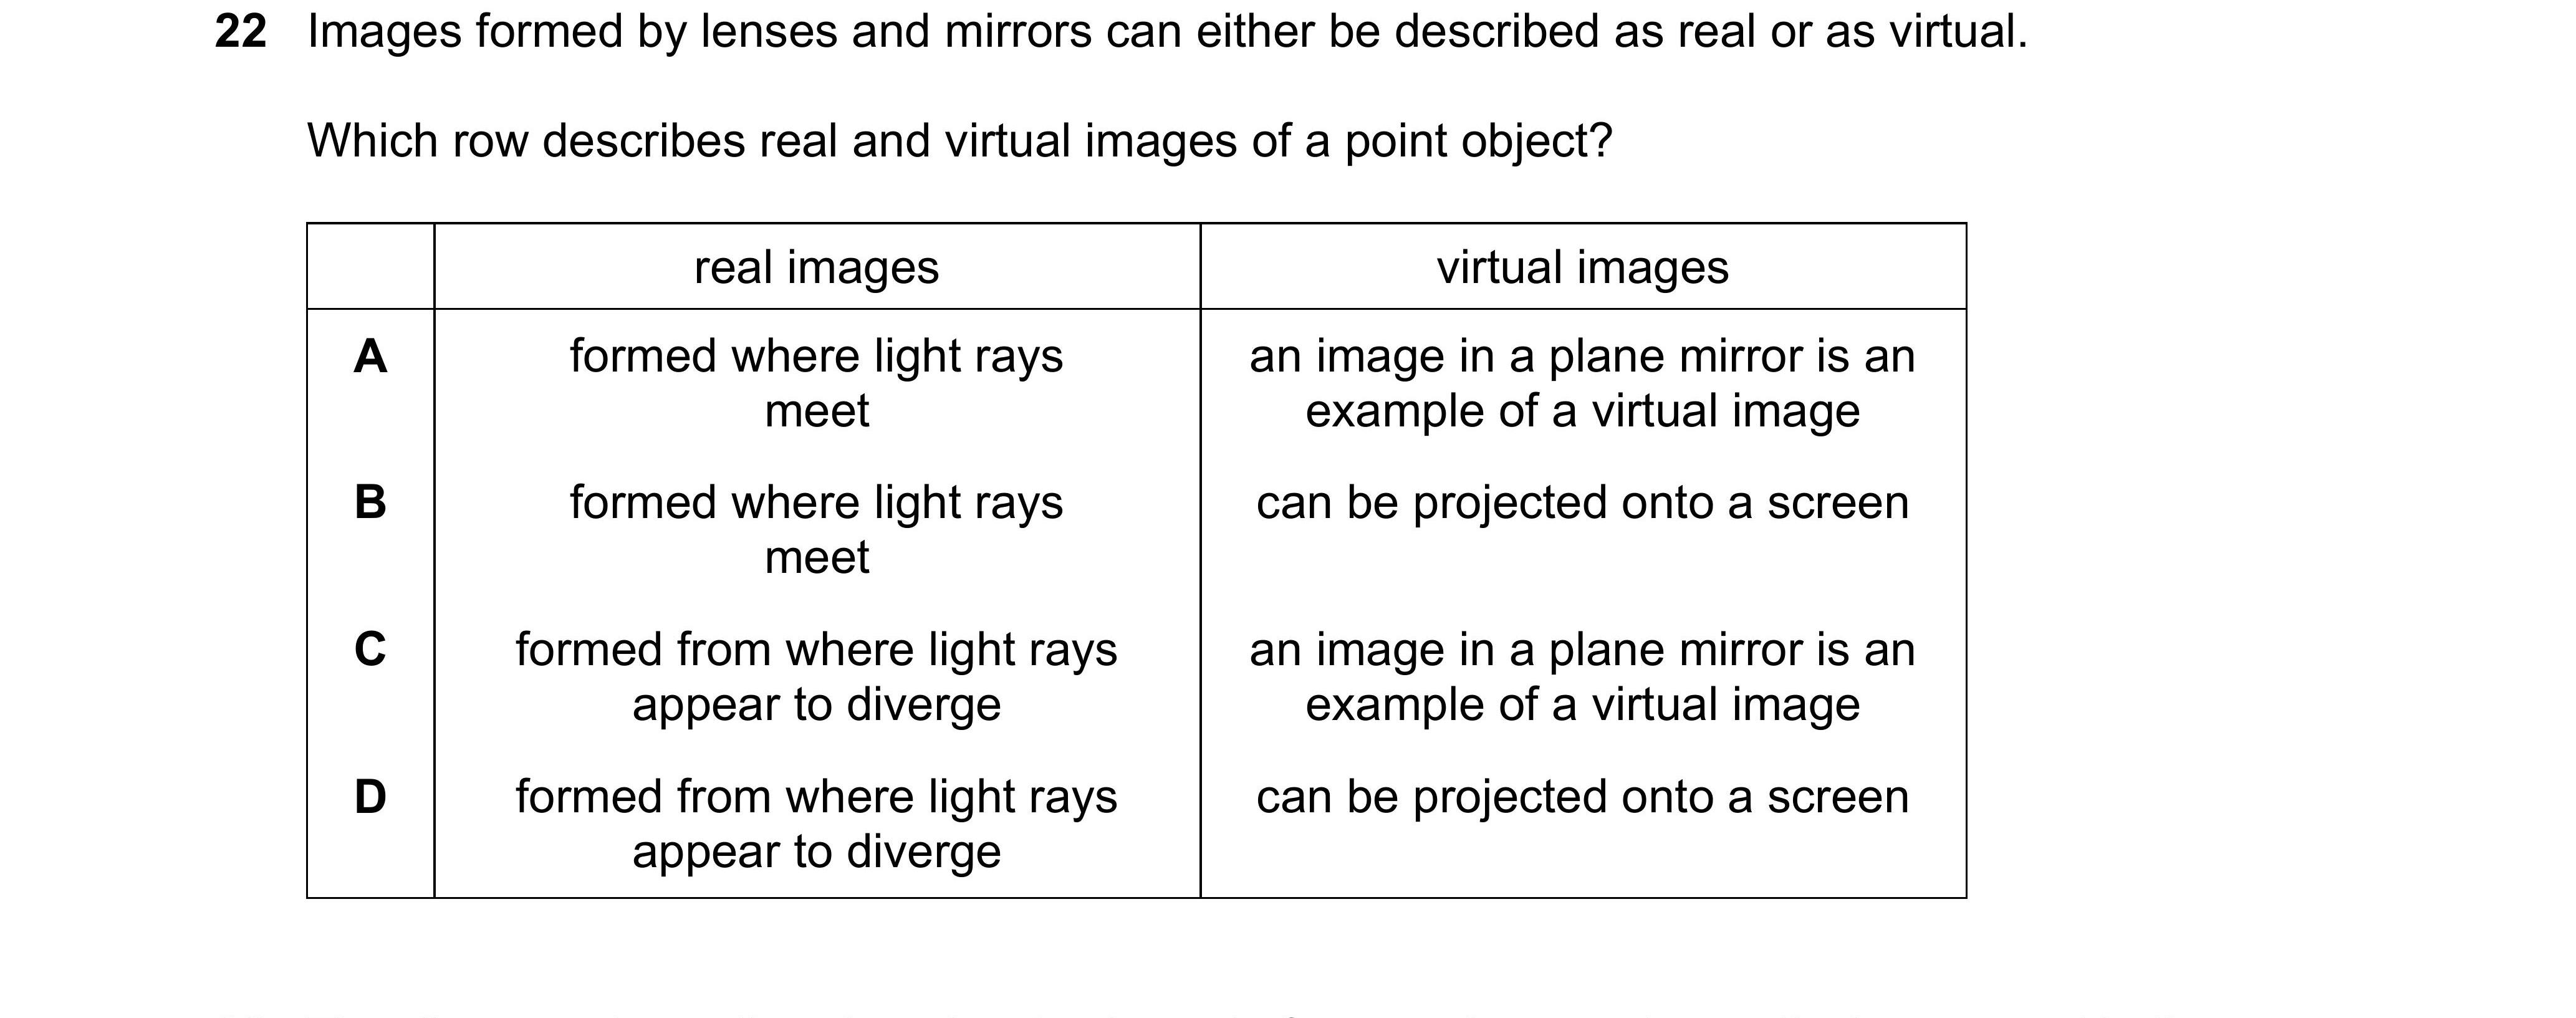 22 Images formed by lenses and mirrors can either be described as real or as virtual.
Which row describes real and virtual images of a point object?
real images virtual images
A formed where light rays meet an image in a plane mirror is an example of a virtual image
B formed where light rays meet can be projected onto a screen
C formed from where light rays appear to diverge an image in a plane mirror is an example of a virtual image
D formed from where light rays appear to diverge can be projected onto a screen